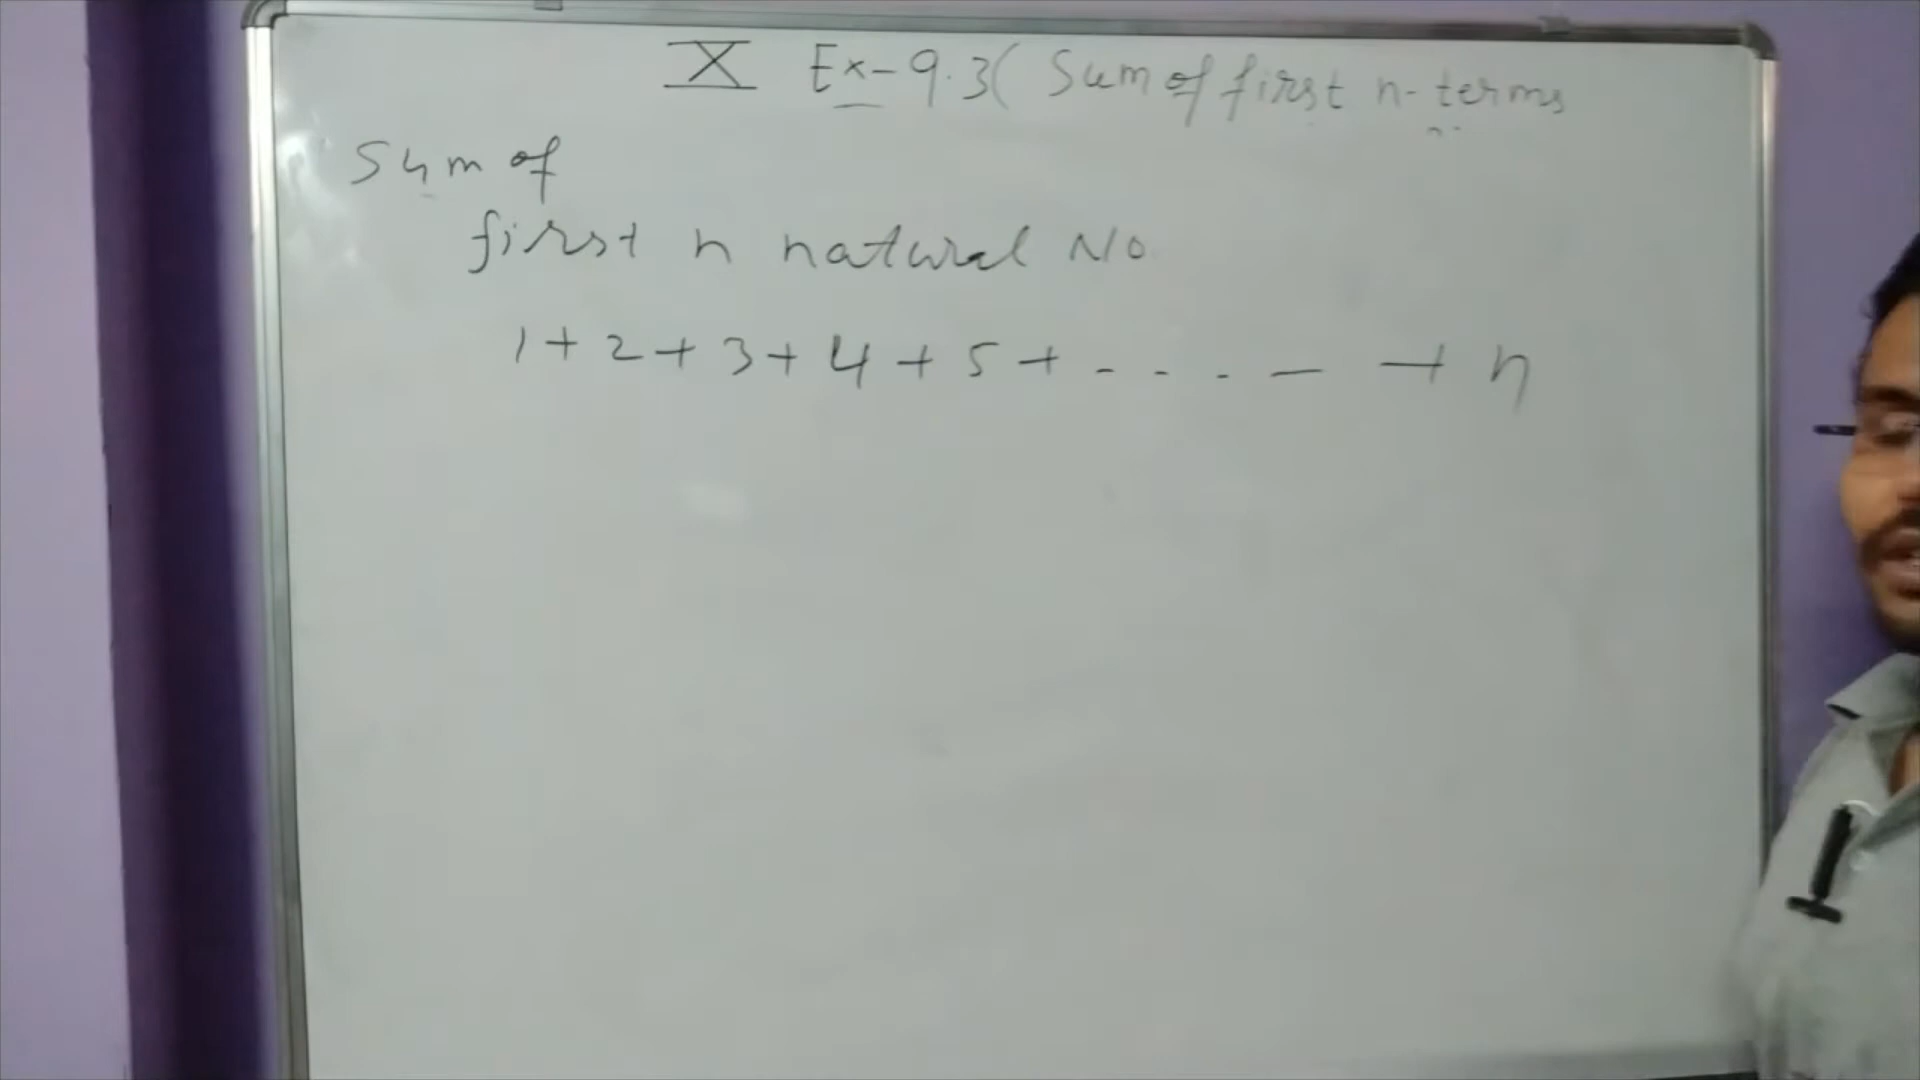 X Ex-9.3( Sum of first n-terms
Sum of
first n natural No.
1+2+3+4+5+ - - . . — + n